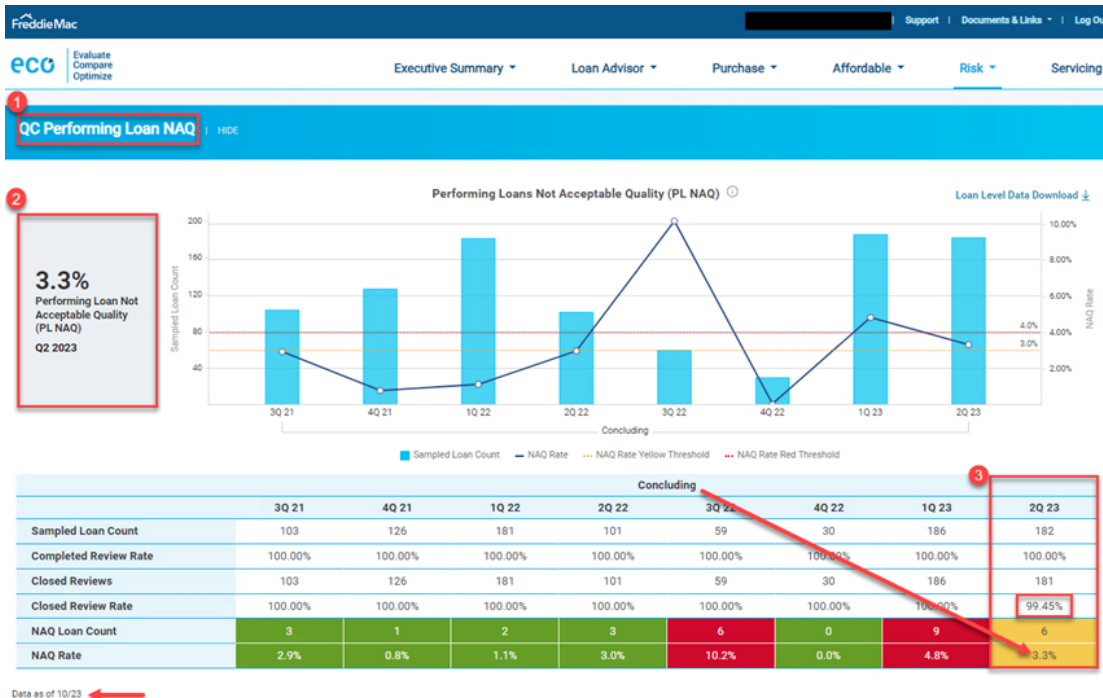 FreddieMac
Support | Documents & Links | Log Ou
eco Evaluate
Compare
Optimize
Executive Summary Loan Advisor Purchase Affordable Risk Servicing
1
QC Performing Loan NAQ | HIDE
2
3.3%
Performing Loan Not
Acceptable Quality
(PL NAQ)
Q2 2023
Performing Loans Not Acceptable Quality (PL NAQ)
Loan Level Data Download
Sampled Loan Count
200
160
120
80
40
10.00%
8.00%
6.00%
4.00%
2.00%
NAQ Rate
4.0%
3.0%
3Q 21 4Q 21 1Q 22 2Q 22 3Q 22 4Q 22 1Q 23 2Q 23
Concluding
Sampled Loan Count NAQ Rate NAQ Rate Yellow Threshold NAQ Rate Red Threshold
3
Concluding
3Q 21 4Q 21 1Q 22 2Q 22 3Q 22 4Q 22 1Q 23 2Q 23
Sampled Loan Count 103 126 181 101 59 30 186 182
Completed Review Rate 100.00% 100.00% 100.00% 100.00% 100.00% 100.00% 100.00% 100.00%
Closed Reviews 103 126 181 101 59 30 186 181
Closed Review Rate 100.00% 100.00% 100.00% 100.00% 100.00% 100.00% 100.00% 99.45%
NAQ Loan Count 3 1 2 3 6 0 9 6
NAQ Rate 2.9% 0.8% 1.1% 3.0% 10.2% 0.0% 4.8% 3.3%
Data as of 10/23